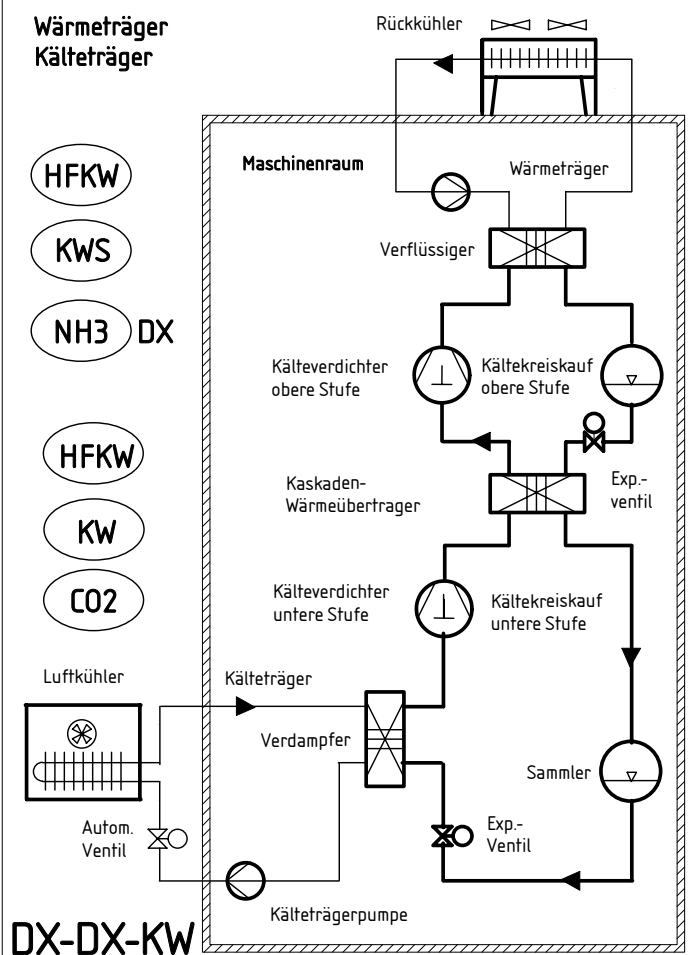 Wärmeträger
Kälteträger
Rückkühler
Maschinenraum
Wärmeträger
HFKW
KWS
Verflüssiger
NH3 DX
Kälteverdichter
obere Stufe
Kältekreiskauf
obere Stufe
HFKW
Kaskaden-
Wärmeübertrager
Exp.-
ventil
KW
CO2
Kälteverdichter
untere Stufe
Kältekreiskauf
untere Stufe
Luftkühler
Kälteträger
Verdampfer
Sammler
Autom.
Ventil
Exp.-
Ventil
Kälteträgerpumpe
DX-DX-KW